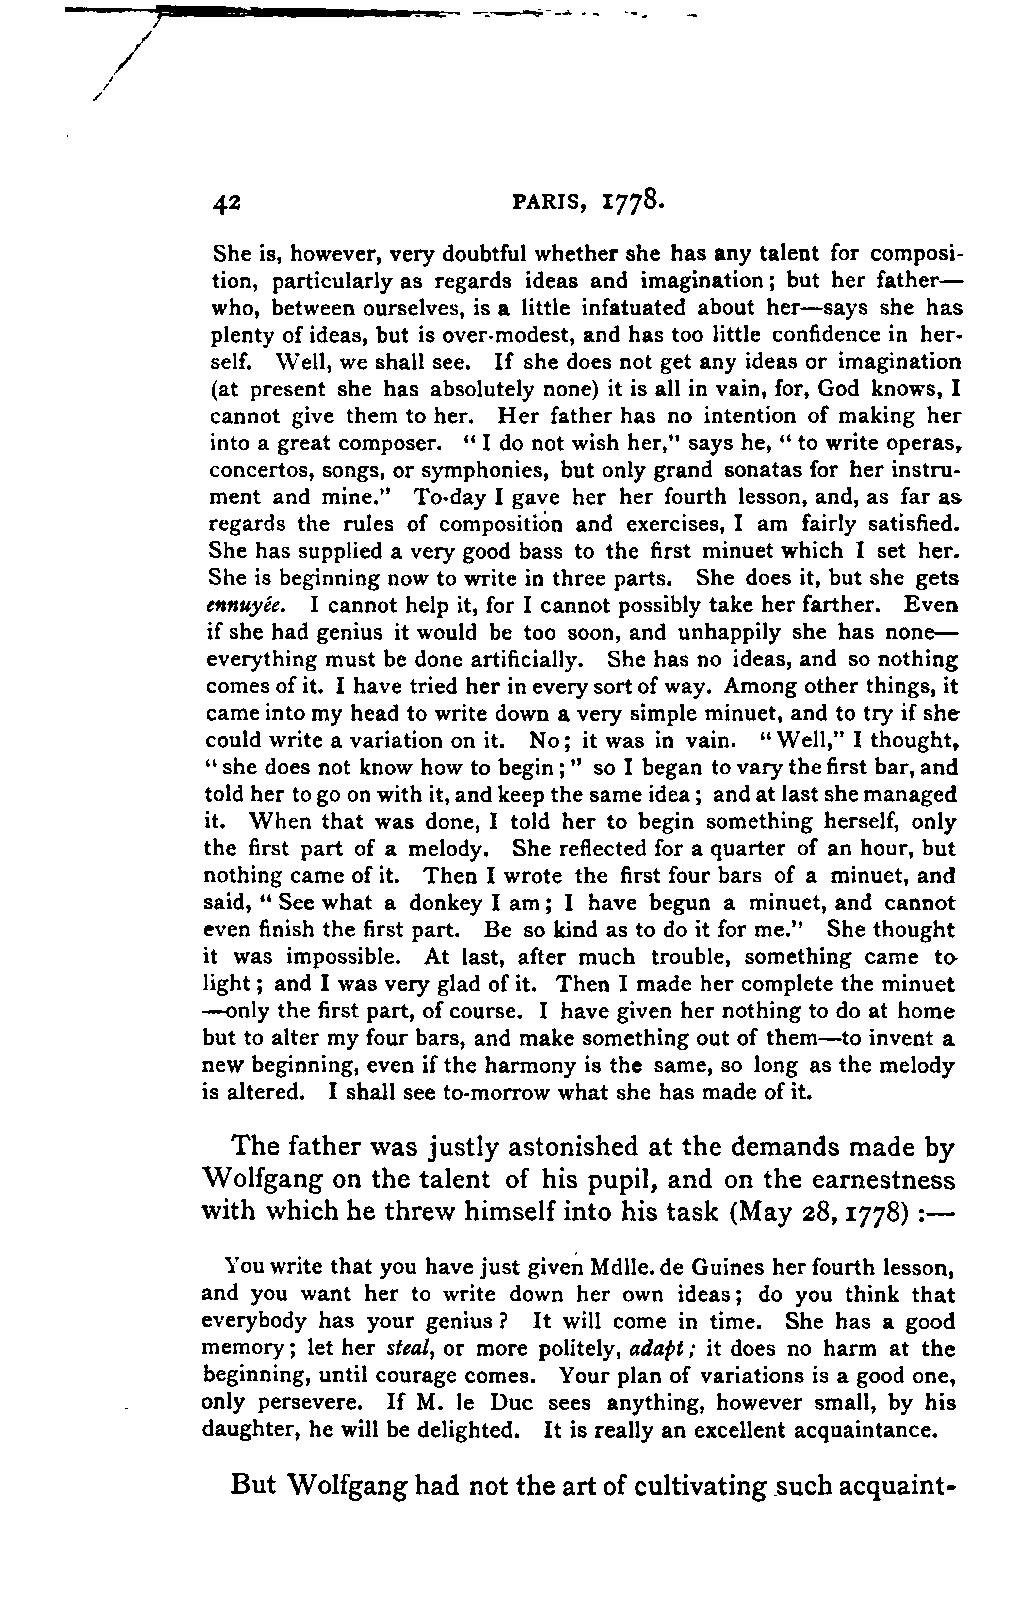 42 PARIS, 1778.
She is, however, very doubtful whether she has any talent for composi-
tion, particularly as regards ideas and imagination; but her father—
who, between ourselves, is a little infatuated about her—says she has
plenty of ideas, but is over-modest, and has too little confidence in her-
self. Well, we shall see. If she does not get any ideas or imagination
(at present she has absolutely none) it is all in vain, for, God knows, I
cannot give them to her. Her father has no intention of making her
into a great composer. "I do not wish her," says he, "to write operas,
concertos, songs, or symphonies, but only grand sonatas for her instru-
ment and mine." To-day I gave her her fourth lesson, and, as far as
regards the rules of composition and exercises, I am fairly satisfied.
She has supplied a very good bass to the first minuet which I set her.
She is beginning now to write in three parts. She does it, but she gets
ennuyée. I cannot help it, for I cannot possibly take her farther. Even
if she had genius it would be too soon, and unhappily she has none—
everything must be done artificially. She has no ideas, and so nothing
comes of it. I have tried her in every sort of way. Among other things, it
came into my head to write down a very simple minuet, and to try if she
could write a variation on it. No; it was in vain. "Well," I thought,
"she does not know how to begin;" so I began to vary the first bar, and
told her to go on with it, and keep the same idea; and at last she managed
it. When that was done, I told her to begin something herself, only
the first part of a melody. She reflected for a quarter of an hour, but
nothing came of it. Then I wrote the first four bars of a minuet, and
said, "See what a donkey I am; I have begun a minuet, and cannot
even finish the first part. Be so kind as to do it for me." She thought
it was impossible. At last, after much trouble, something came to
light; and I was very glad of it. Then I made her complete the minuet
—only the first part, of course. I have given her nothing to do at home
but to alter my four bars, and make something out of them—to invent a
new beginning, even if the harmony is the same, so long as the melody
is altered. I shall see to-morrow what she has made of it.
The father was justly astonished at the demands made by
Wolfgang on the talent of his pupil, and on the earnestness
with which he threw himself into his task (May 28, 1778):—
You write that you have just given Mdlle. de Guines her fourth lesson,
and you want her to write down her own ideas; do you think that
everybody has your genius? It will come in time. She has a good
memory; let her steal, or more politely, adapt; it does no harm at the
beginning, until courage comes. Your plan of variations is a good one,
only persevere. If M. le Duc sees anything, however small, by his
daughter, he will be delighted. It is really an excellent acquaintance.
But Wolfgang had not the art of cultivating such acquaint-